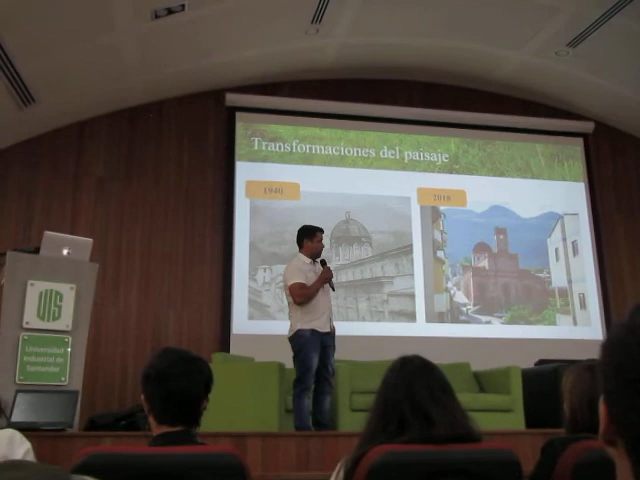 Transformaciones del paisaje
1940
2018
UIS
Universidad
Industrial de
Santander